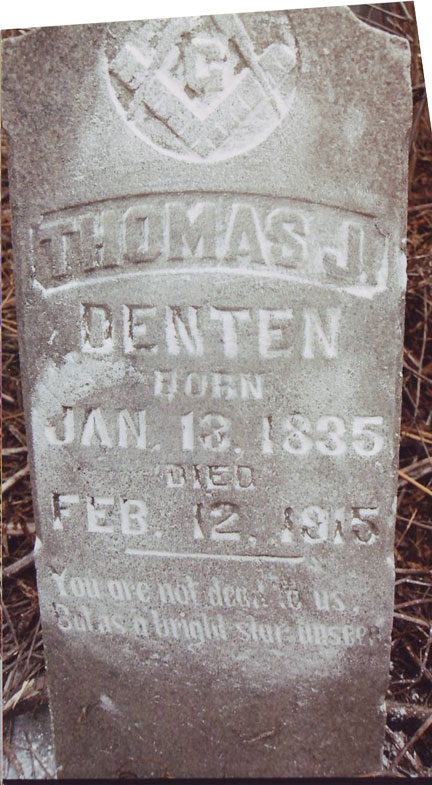 G
THOMAS J.
DENTEN
BORN
JAN. 13. 1835
DIED
FEB. 12. 1915
You are not dead to us,
But as a bright star unseen